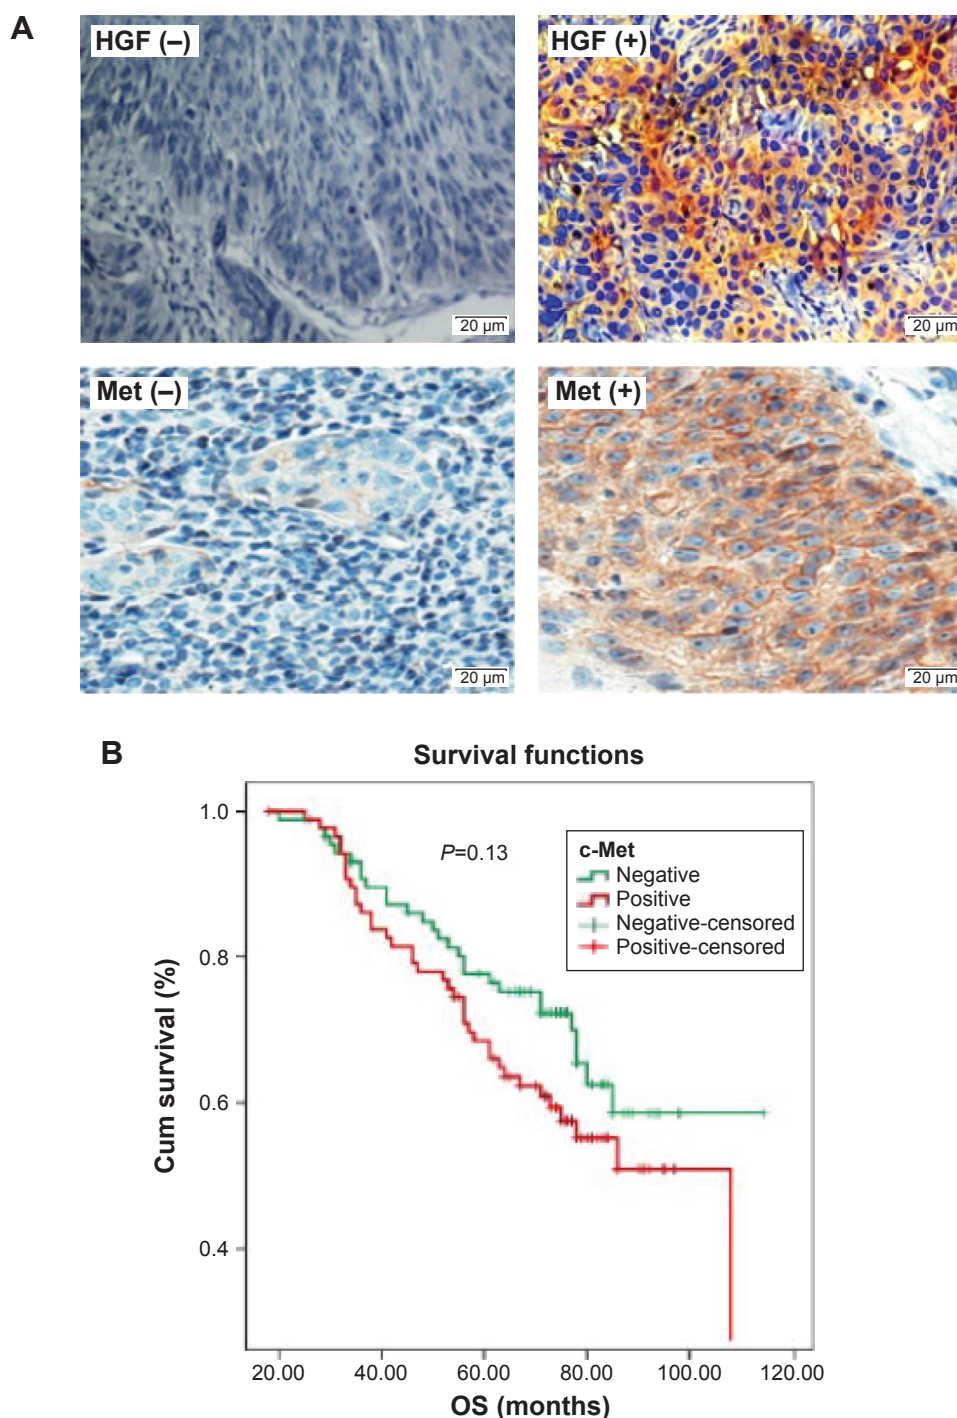 A
HGF (–)
HGF (+)
20 µm
20 µm
Met (–)
Met (+)
20 µm
20 µm
B
Survival functions
P=0.13
c-Met
Negative
Positive
Negative-censored
Positive-censored
Cum survival (%)
1.0
0.8
0.6
0.4
20.00 40.00 60.00 80.00 100.00 120.00
OS (months)